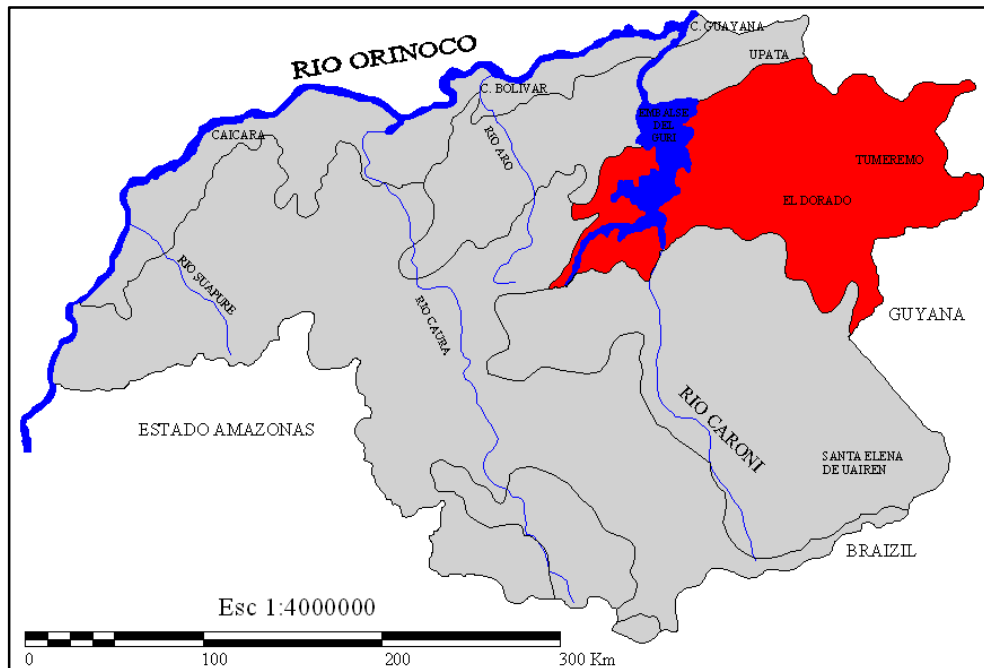 C. GUAYANA
RIO ORINOCO
UPATA
C. BOLIVAR
EMPALSE
DEL
GURI
CAICARA
RIO ARO
TUMEREMO
EL DORADO
RIO SUAPURE
RIO CAURA
GUYANA
RIO CARONI
ESTADO AMAZONAS
SANTA ELENA
DE UAIREN
BRAIZIL
Esc 1:4000000
0 100 200 300 Km